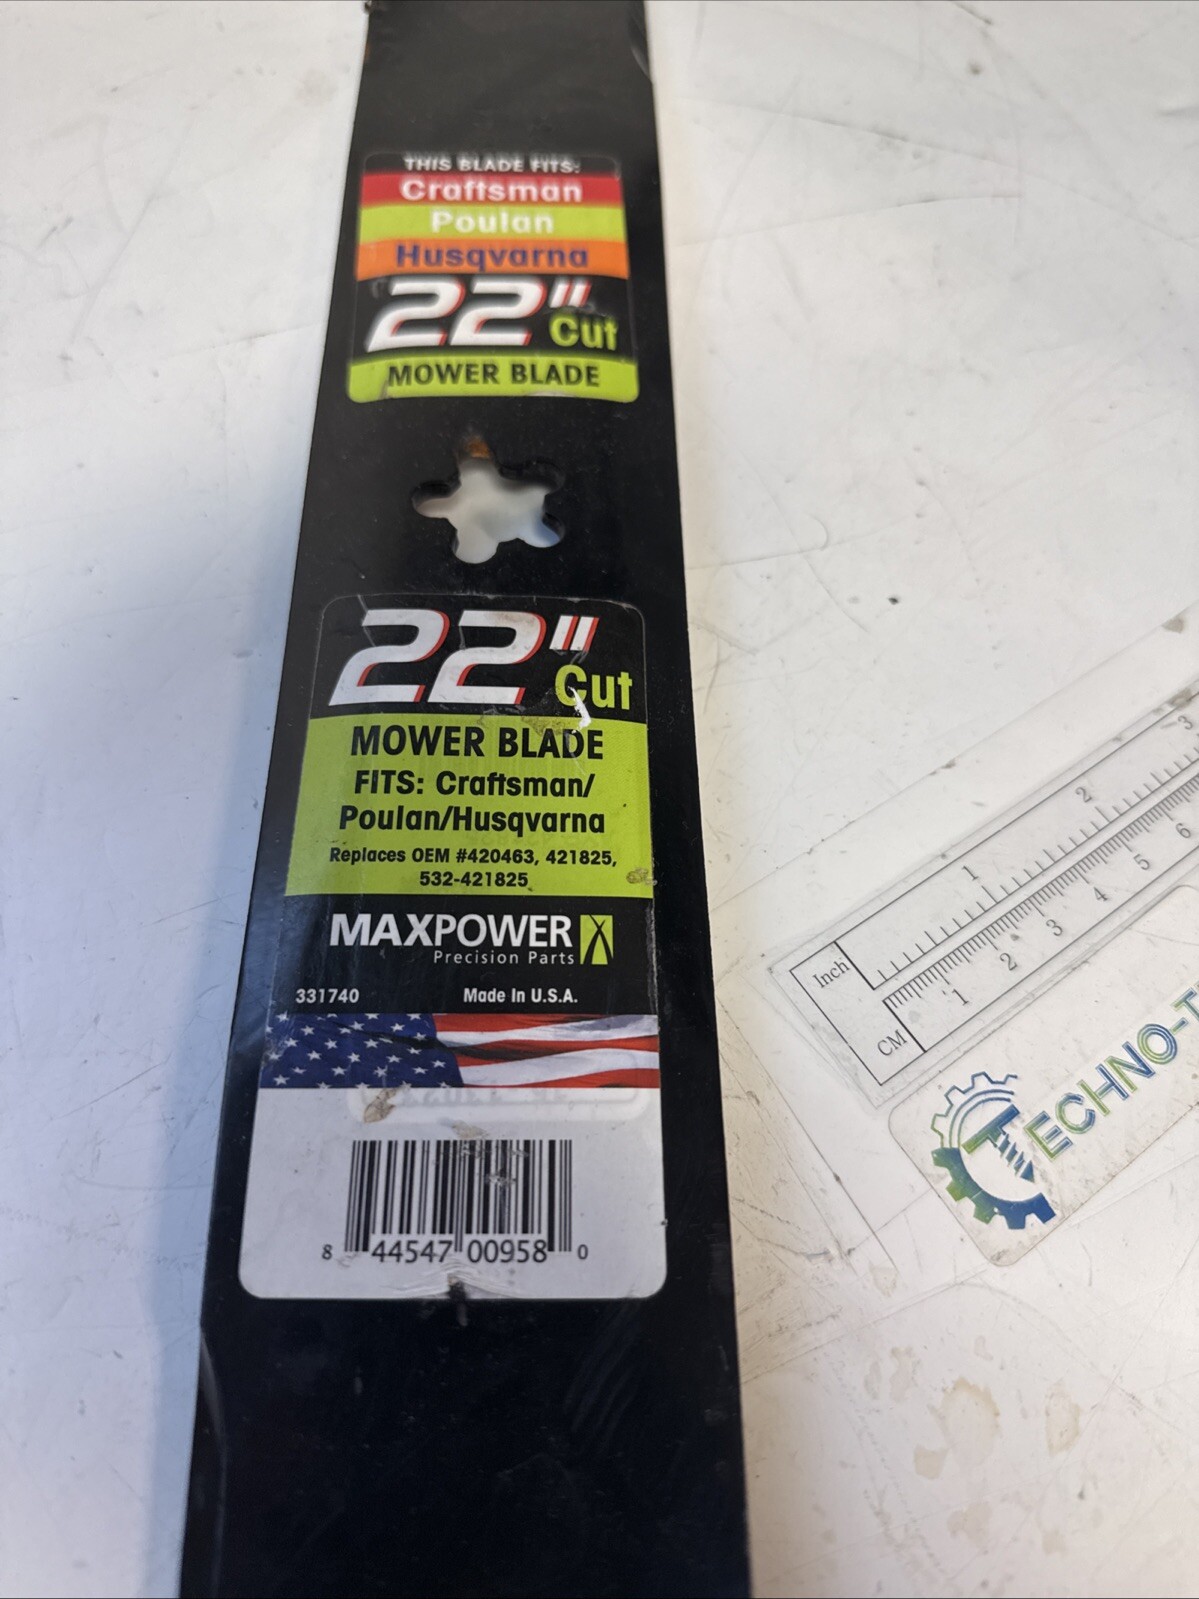 THIS BLADE FITS:
Craftsman
Poulan
Husqvarna
22" Cut
MOWER BLADE
22" Cut
MOWER BLADE
FITS: Craftsman/
Poulan/Husqvarna
Replaces OEM #420463, 421825,
532-421825
MAXPOWER
Precision Parts
331740 Made In U.S.A.
8 44547 00958 0
Inch
1 2 3
1 2 3 4 5 6
CM